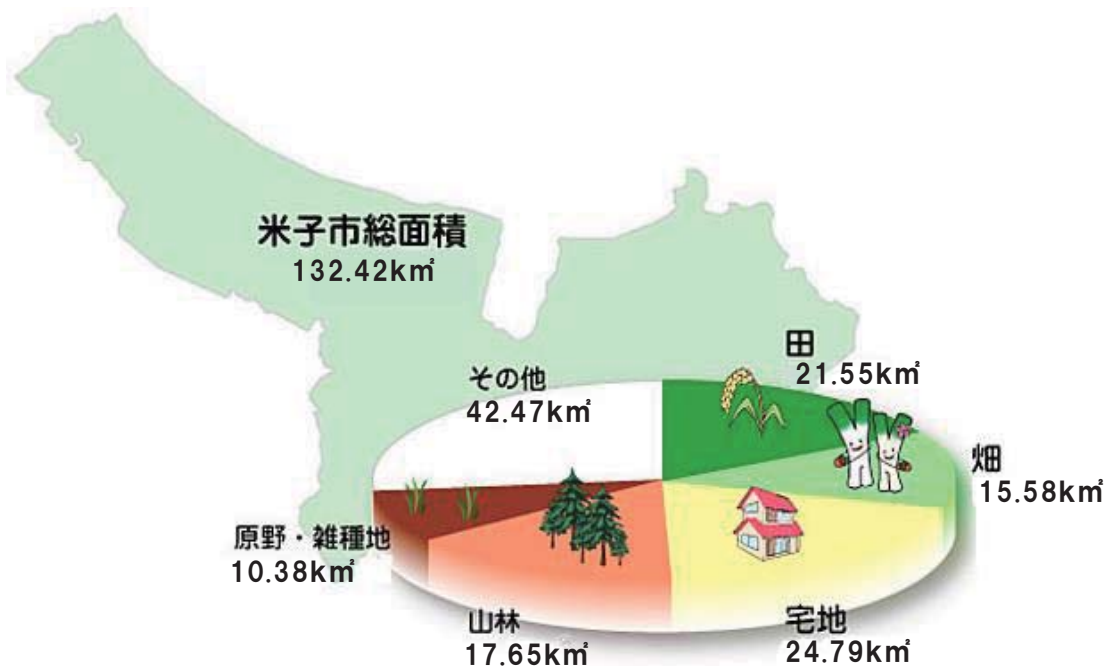 米子市総面積
132.42k㎡
田
21.55k㎡
畑
15.58k㎡
宅地
24.79k㎡
山林
17.65k㎡
原野・雑種地
10.38k㎡
その他
42.47k㎡